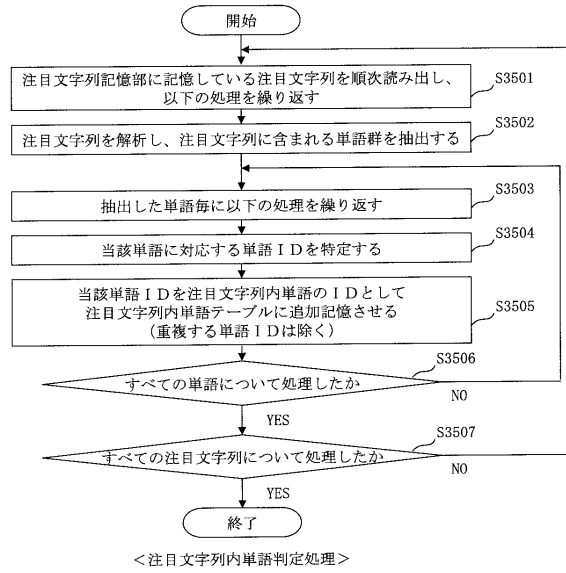 開始
注目文字列記憶部に記憶している注目文字列を順次読み出し、
以下の処理を繰り返す
S3501
注目文字列を解析し、注目文字列に含まれる単語群を抽出する
S3502
抽出した単語毎に以下の処理を繰り返す
S3503
当該単語に対応する単語IDを特定する
S3504
当該単語IDを注目文字列内単語のIDとして
注目文字列内単語テーブルに追加記憶させる
(重複する単語IDは除く)
S3505
すべての単語について処理したか
S3506
NO
YES
すべての注目文字列について処理したか
S3507
NO
YES
終了
<注目文字列内単語判定処理>